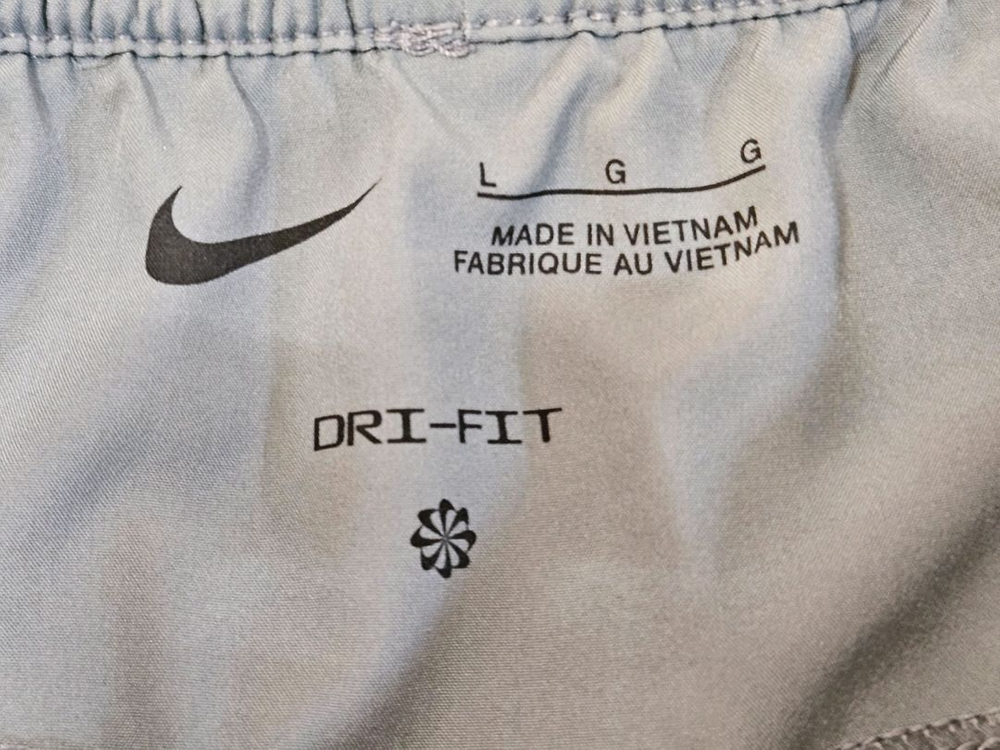 L G G
MADE IN VIETNAM
FABRIQUE AU VIETNAM
DRI-FIT